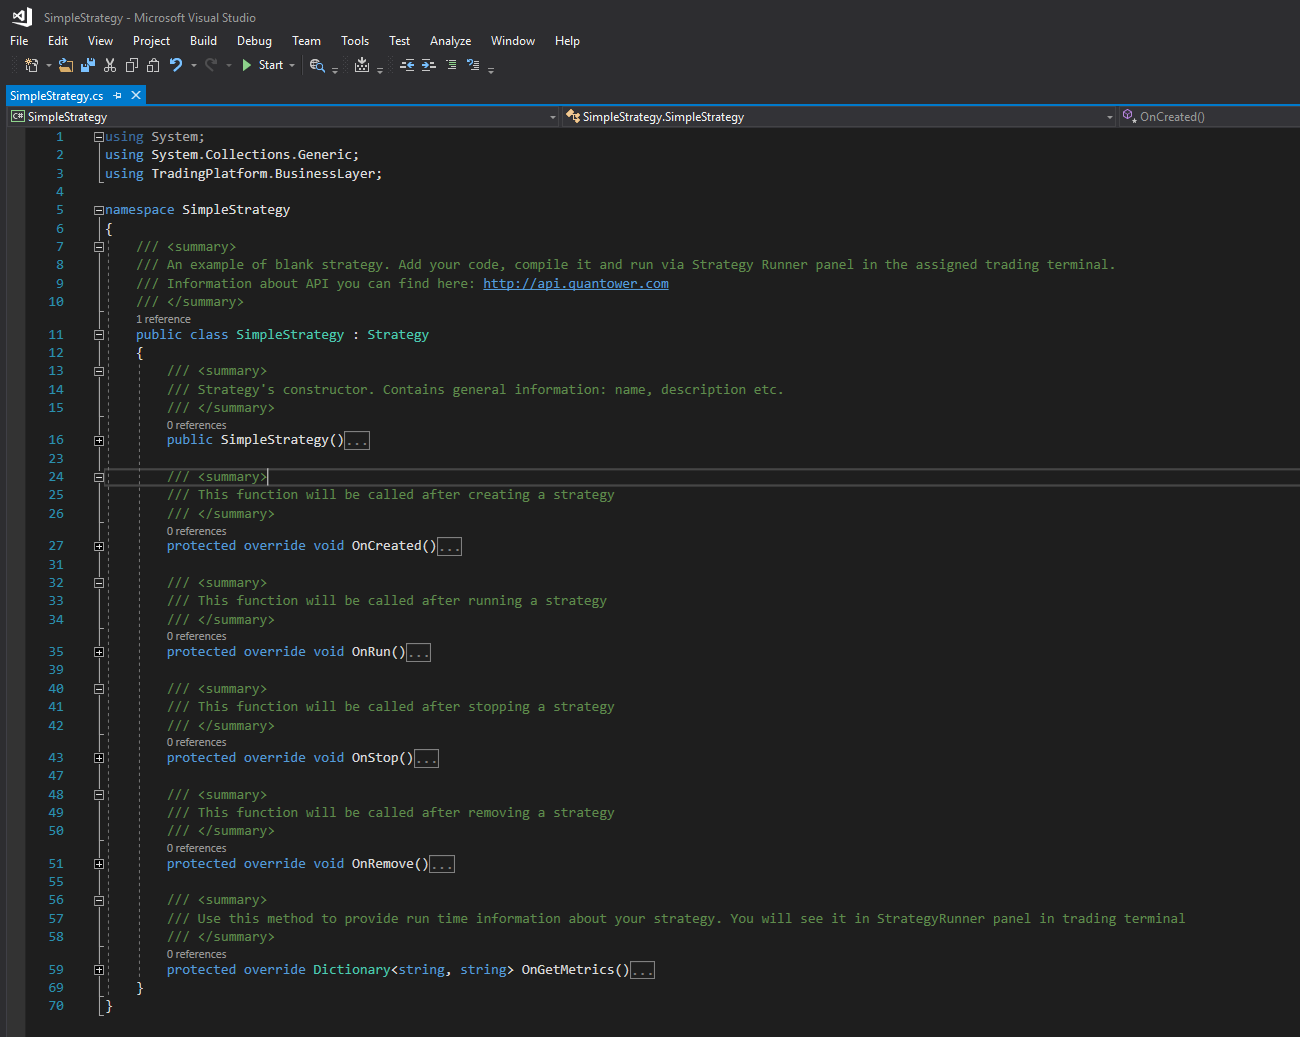 SimpleStrategy - Microsoft Visual Studio
File Edit View Project Build Debug Team Tools Test Analyze Window Help
Start
SimpleStrategy.cs
C# SimpleStrategy SimpleStrategy.SimpleStrategy OnCreated()
1 using System;
2 using System.Collections.Generic;
3 using TradingPlatform.BusinessLayer;
4
5 namespace SimpleStrategy
6 {
7 /// <summary>
8 /// An example of blank strategy. Add your code, compile it and run via Strategy Runner panel in the assigned trading terminal.
9 /// Information about API you can find here: http://api.quantower.com
10 /// </summary>
1 reference
11 public class SimpleStrategy : Strategy
12 {
13 /// <summary>
14 /// Strategy's constructor. Contains general information: name, description etc.
15 /// </summary>
0 references
16 public SimpleStrategy()...
23
24 /// <summary>
25 /// This function will be called after creating a strategy
26 /// </summary>
0 references
27 protected override void OnCreated()...
31
32 /// <summary>
33 /// This function will be called after running a strategy
34 /// </summary>
0 references
35 protected override void OnRun()...
39
40 /// <summary>
41 /// This function will be called after stopping a strategy
42 /// </summary>
0 references
43 protected override void OnStop()...
47
48 /// <summary>
49 /// This function will be called after removing a strategy
50 /// </summary>
0 references
51 protected override void OnRemove()...
55
56 /// <summary>
57 /// Use this method to provide run time information about your strategy. You will see it in StrategyRunner panel in trading terminal
58 /// </summary>
0 references
59 protected override Dictionary<string, string> OnGetMetrics()...
69 }
70 }